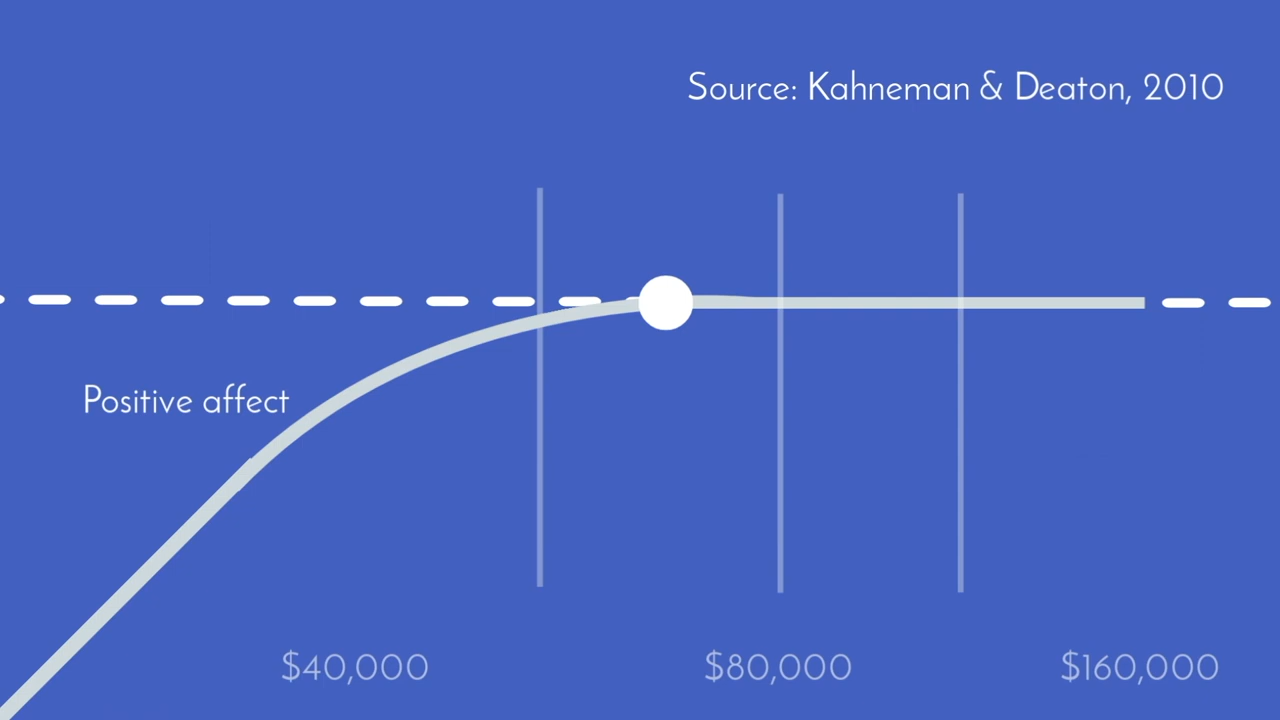 Source: Kahneman & Deaton, 2010
Positive affect
$40,000
$80,000
$160,000